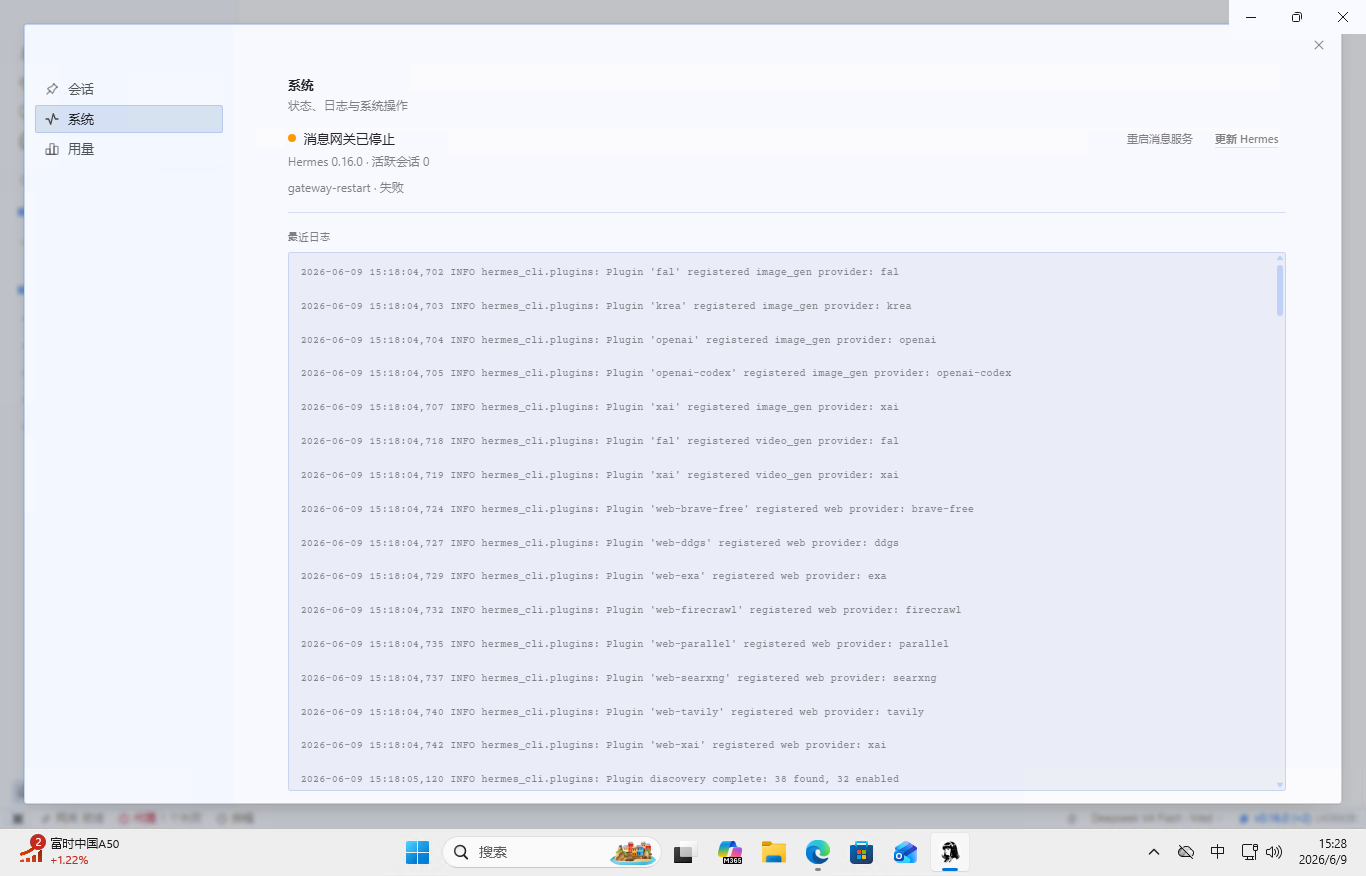 会话
系统
用量
系统
状态、日志与系统操作
消息网关已停止
重启消息服务
更新 Hermes
Hermes 0.16.0 · 活跃会话 0
gateway-restart · 失败
最近日志
2026-06-09 15:18:04,702 INFO hermes_cli.plugins: Plugin 'fal' registered image_gen provider: fal
2026-06-09 15:18:04,703 INFO hermes_cli.plugins: Plugin 'krea' registered image_gen provider: krea
2026-06-09 15:18:04,704 INFO hermes_cli.plugins: Plugin 'openai' registered image_gen provider: openai
2026-06-09 15:18:04,705 INFO hermes_cli.plugins: Plugin 'openai-codex' registered image_gen provider: openai-codex
2026-06-09 15:18:04,707 INFO hermes_cli.plugins: Plugin 'xai' registered image_gen provider: xai
2026-06-09 15:18:04,718 INFO hermes_cli.plugins: Plugin 'fal' registered video_gen provider: fal
2026-06-09 15:18:04,719 INFO hermes_cli.plugins: Plugin 'xai' registered video_gen provider: xai
2026-06-09 15:18:04,724 INFO hermes_cli.plugins: Plugin 'web-brave-free' registered web provider: brave-free
2026-06-09 15:18:04,727 INFO hermes_cli.plugins: Plugin 'web-ddgs' registered web provider: ddgs
2026-06-09 15:18:04,729 INFO hermes_cli.plugins: Plugin 'web-exa' registered web provider: exa
2026-06-09 15:18:04,732 INFO hermes_cli.plugins: Plugin 'web-firecrawl' registered web provider: firecrawl
2026-06-09 15:18:04,735 INFO hermes_cli.plugins: Plugin 'web-parallel' registered web provider: parallel
2026-06-09 15:18:04,737 INFO hermes_cli.plugins: Plugin 'web-searxng' registered web provider: searxng
2026-06-09 15:18:04,740 INFO hermes_cli.plugins: Plugin 'web-tavily' registered web provider: tavily
2026-06-09 15:18:04,742 INFO hermes_cli.plugins: Plugin 'web-xai' registered web provider: xai
2026-06-09 15:18:05,120 INFO hermes_cli.plugins: Plugin discovery complete: 38 found, 32 enabled
2
富时中国A50
+1.22%
搜索
M365
中
15:28
2026/6/9